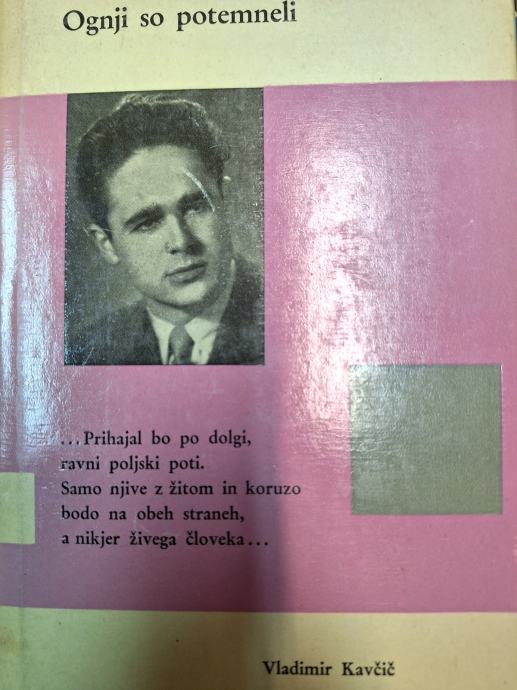 Ognji so potemneli
...Prihajal bo po dolgi,
ravni poljski poti.
Samo njive z žitom in koruzo
bodo na obeh straneh,
a nikjer živega človeka...
Vladimir Kavčič